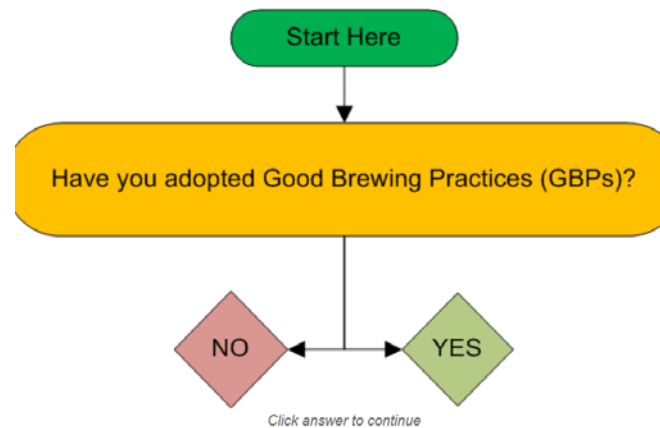 Start Here
Have you adopted Good Brewing Practices (GBPs)?
NO
YES
Click answer to continue